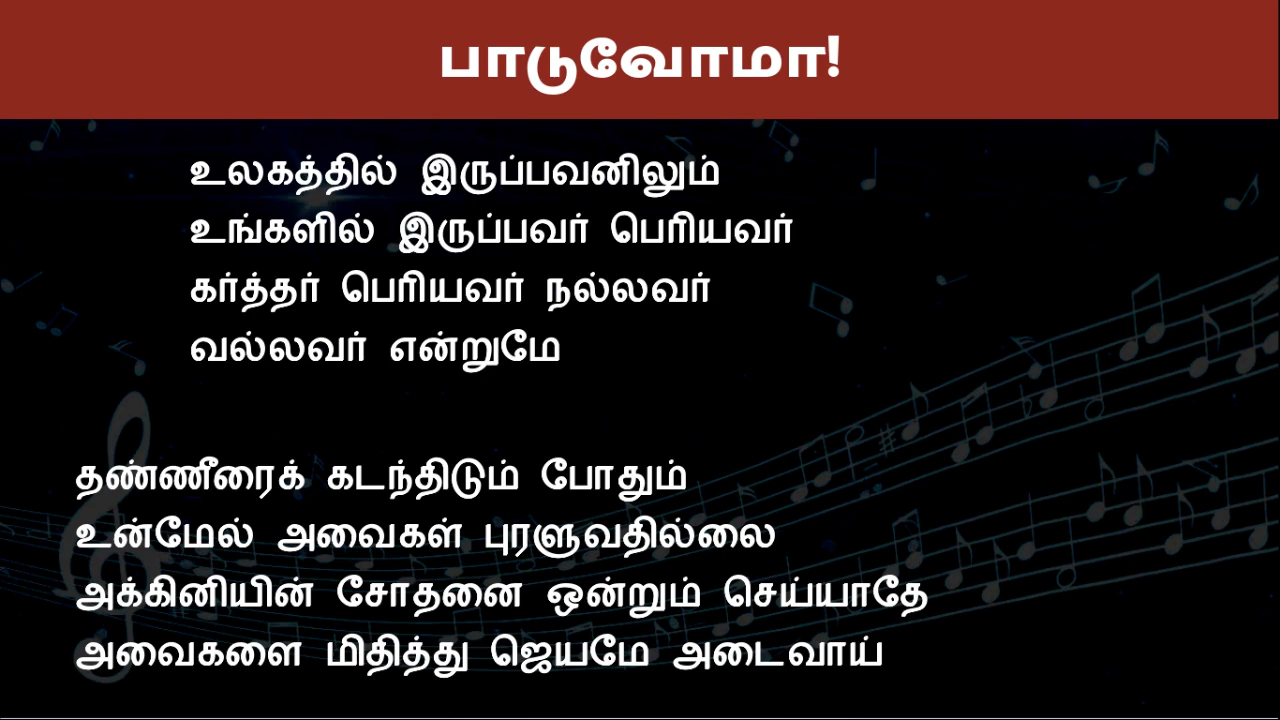 பாடுவோமா!
உலகத்தில் இருப்பவனிலும்
உங்களில் இருப்பவர் பெரியவர்
கர்த்தர் பெரியவர் நல்லவர்
வல்லவர் என்றுமே
தண்ணீரைக் கடந்திடும் போதும்
உன்மேல் அவைகள் புரளுவதில்லை
அக்கினியின் சோதனை ஒன்றும் செய்யாதே
அவைகளை மிதித்து ஜெயமே அடைவாய்